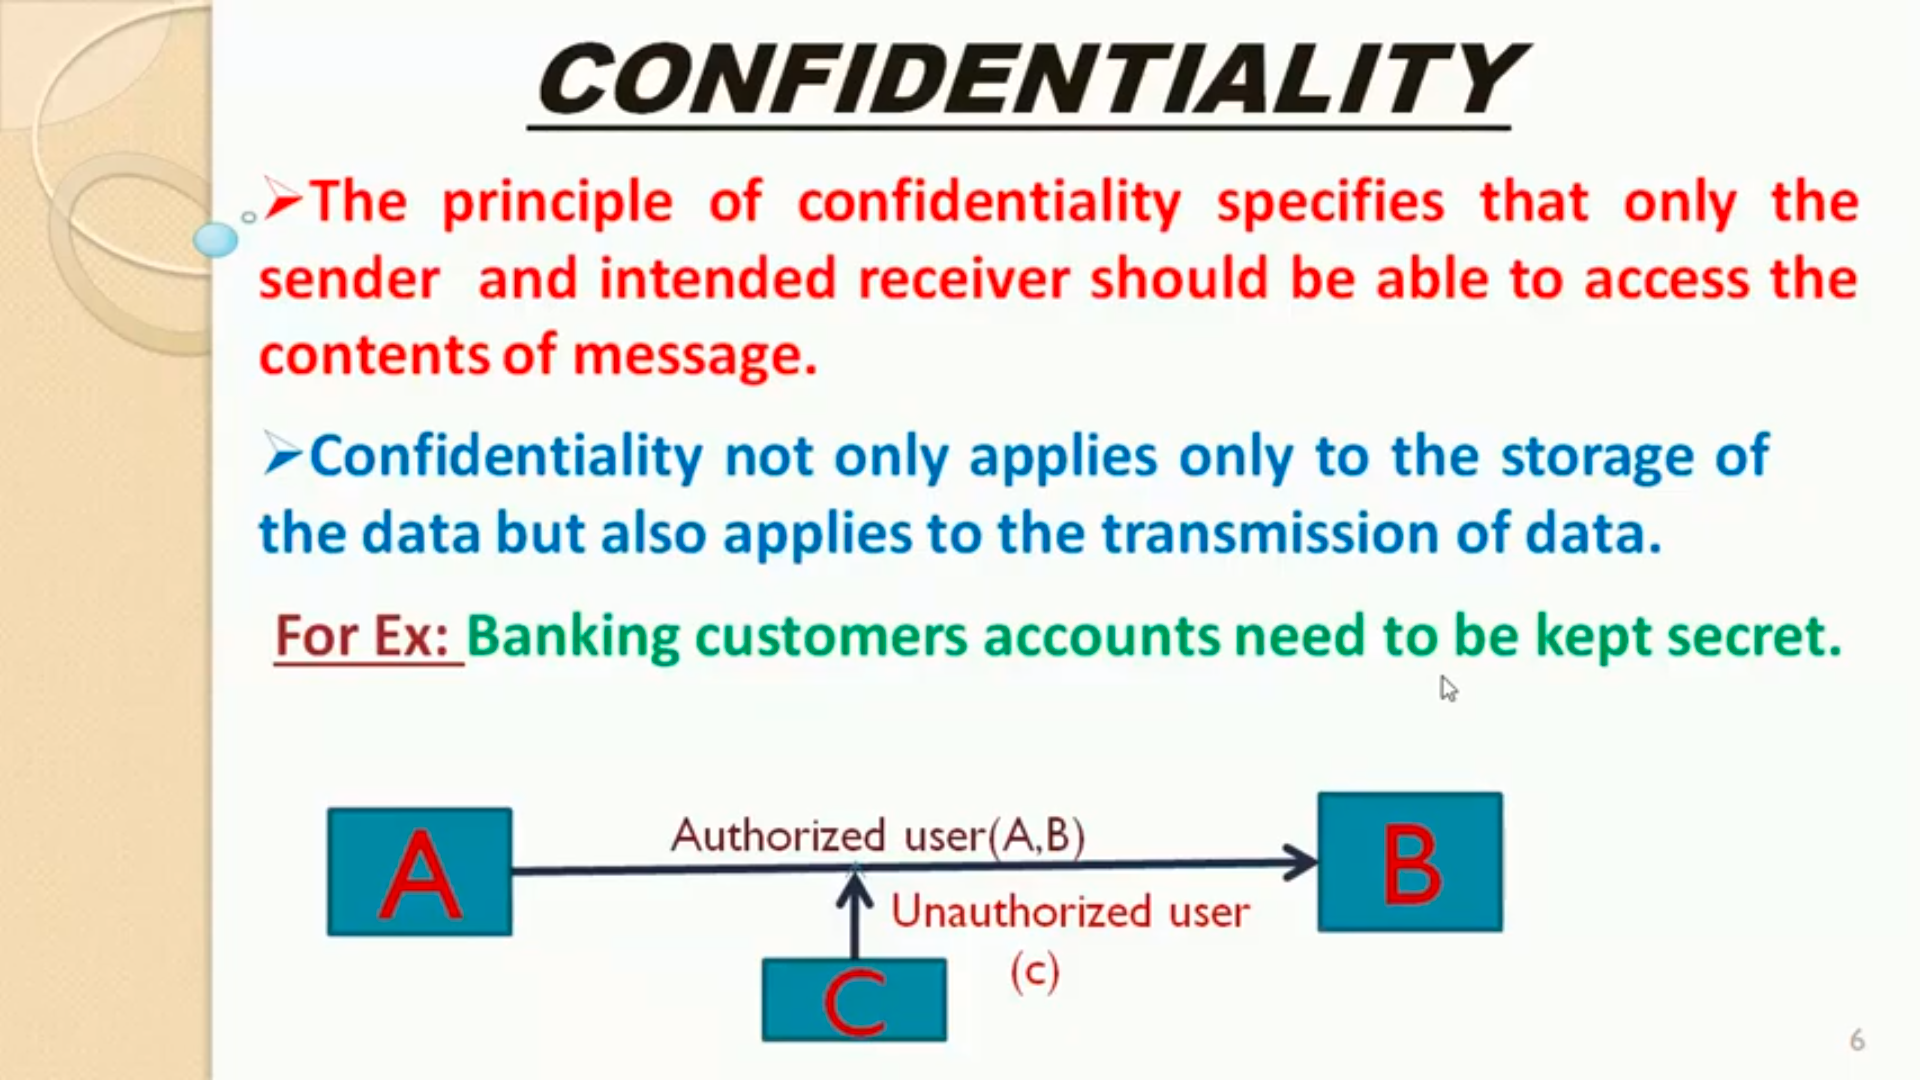 CONFIDENTIALITY
➢The principle of confidentiality specifies that only the
sender and intended receiver should be able to access the
contents of message.
➢Confidentiality not only applies only to the storage of
the data but also applies to the transmission of data.
For Ex: Banking customers accounts need to be kept secret.
A
Authorized user(A,B)
B
Unauthorized user
(c)
C
6